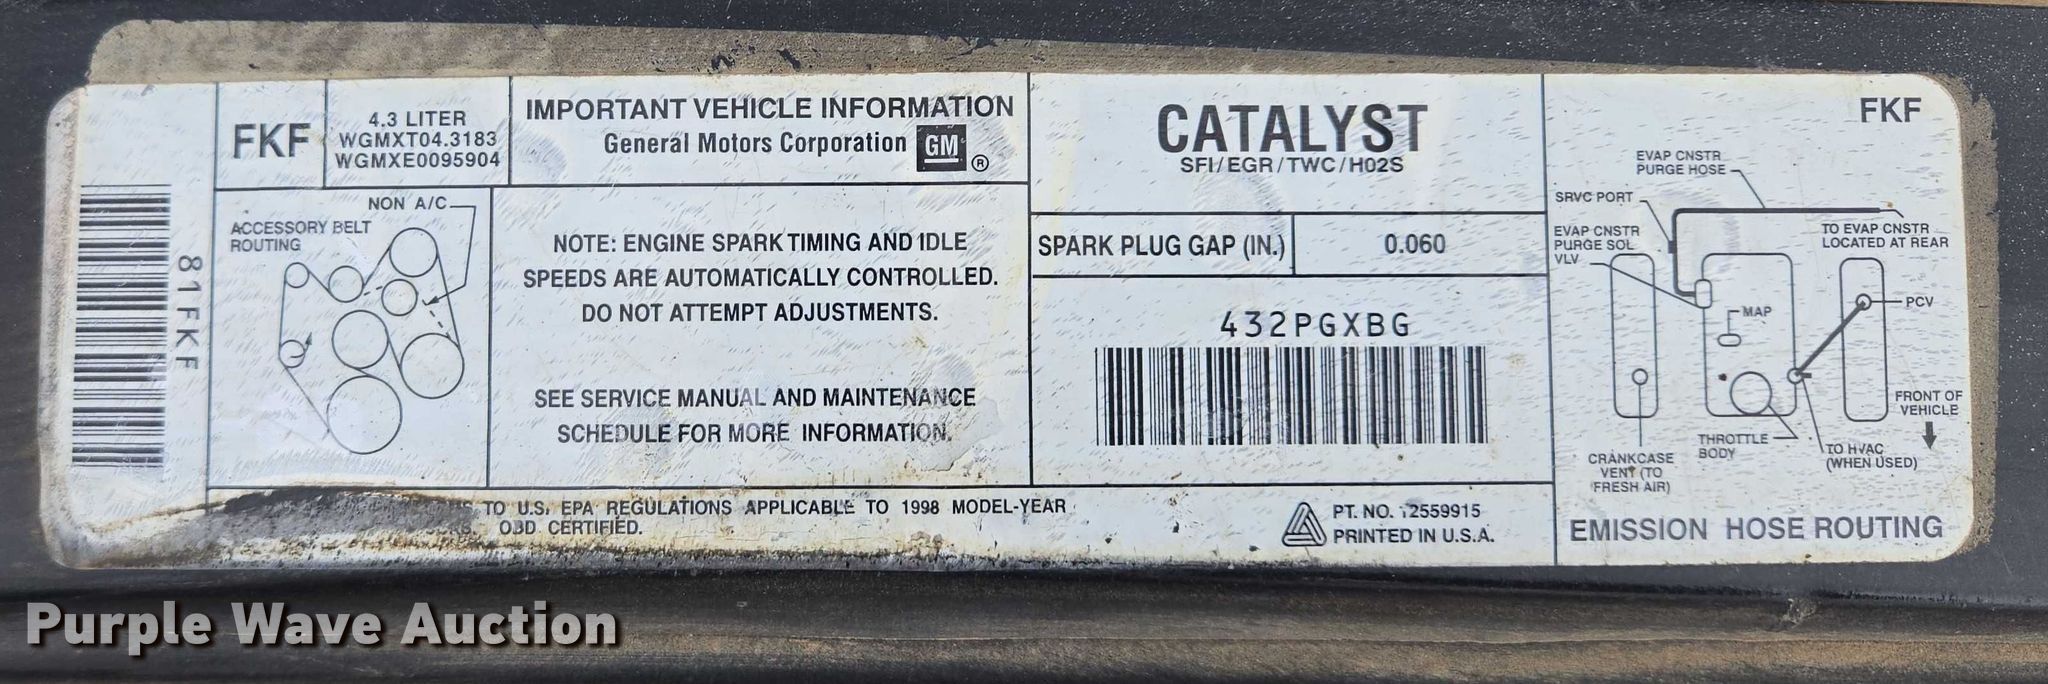 81FKF
FKF
4.3 LITER
WGMXT04.3183
WGMXE0095904
IMPORTANT VEHICLE INFORMATION
General Motors Corporation GM ®
ACCESSORY BELT
ROUTING
NON A/C
NOTE: ENGINE SPARK TIMING AND IDLE
SPEEDS ARE AUTOMATICALLY CONTROLLED.
DO NOT ATTEMPT ADJUSTMENTS.
SEE SERVICE MANUAL AND MAINTENANCE
SCHEDULE FOR MORE INFORMATION.
CATALYST
SFI/EGR/TWC/HO2S
SPARK PLUG GAP (IN.)
0.060
432PGXBG
TO U.S. EPA REGULATIONS APPLICABLE TO 1998 MODEL-YEAR
OBD CERTIFIED.
PT. NO. 12559915
PRINTED IN U.S.A.
FKF
EVAP CNSTR
PURGE HOSE
SRVC PORT
EVAP CNSTR
PURGE SOL
VLV
TO EVAP CNSTR
LOCATED AT REAR
MAP
PCV
FRONT OF
VEHICLE
THROTTLE
BODY
TO HVAC
(WHEN USED)
CRANKCASE
VENT (TO
FRESH AIR)
EMISSION HOSE ROUTING
Purple Wave Auction